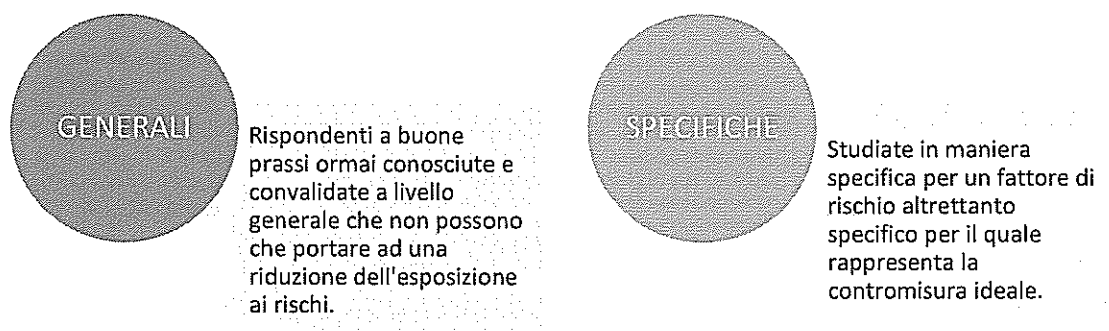 GENERALI
Rispondenti a buone
prassi ormai conosciute e
convalidate a livello
generale che non possono
che portare ad una
riduzione dell'esposizione
ai rischi.
SPECIFICHE
Studiate in maniera
specifica per un fattore di
rischio altrettanto
specifico per il quale
rappresenta la
contromisura ideale.